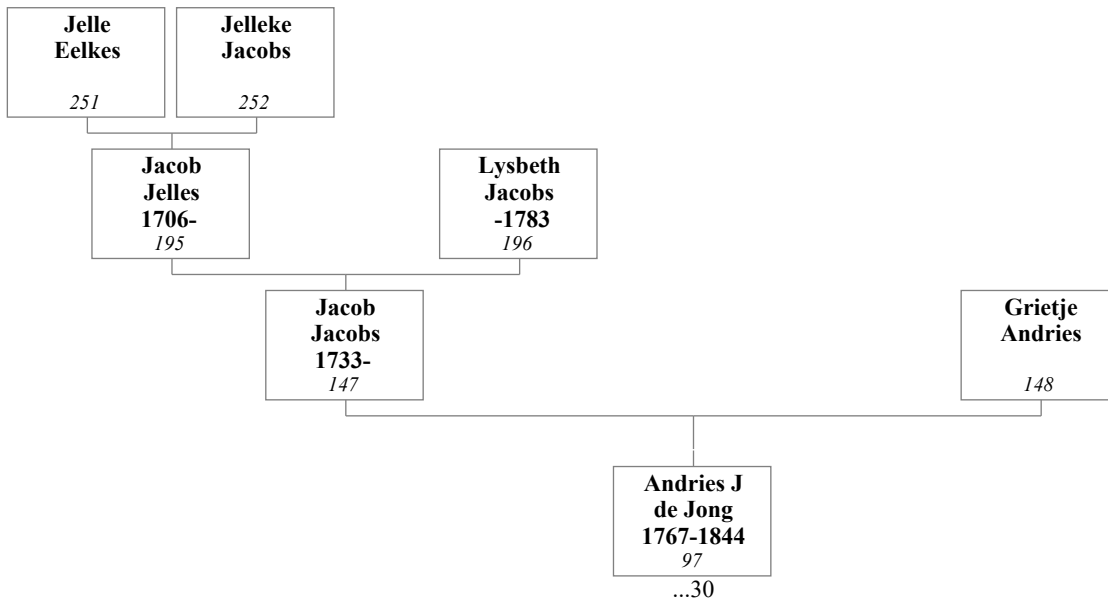 Jelle
Eelkes
251
Jelleke
Jacobs
252
Jacob
Jelles
1706-
195
Lysbeth
Jacobs
-1783
196
Jacob
Jacobs
1733-
147
Grietje
Andries
148
Andries J
de Jong
1767-1844
97
...30